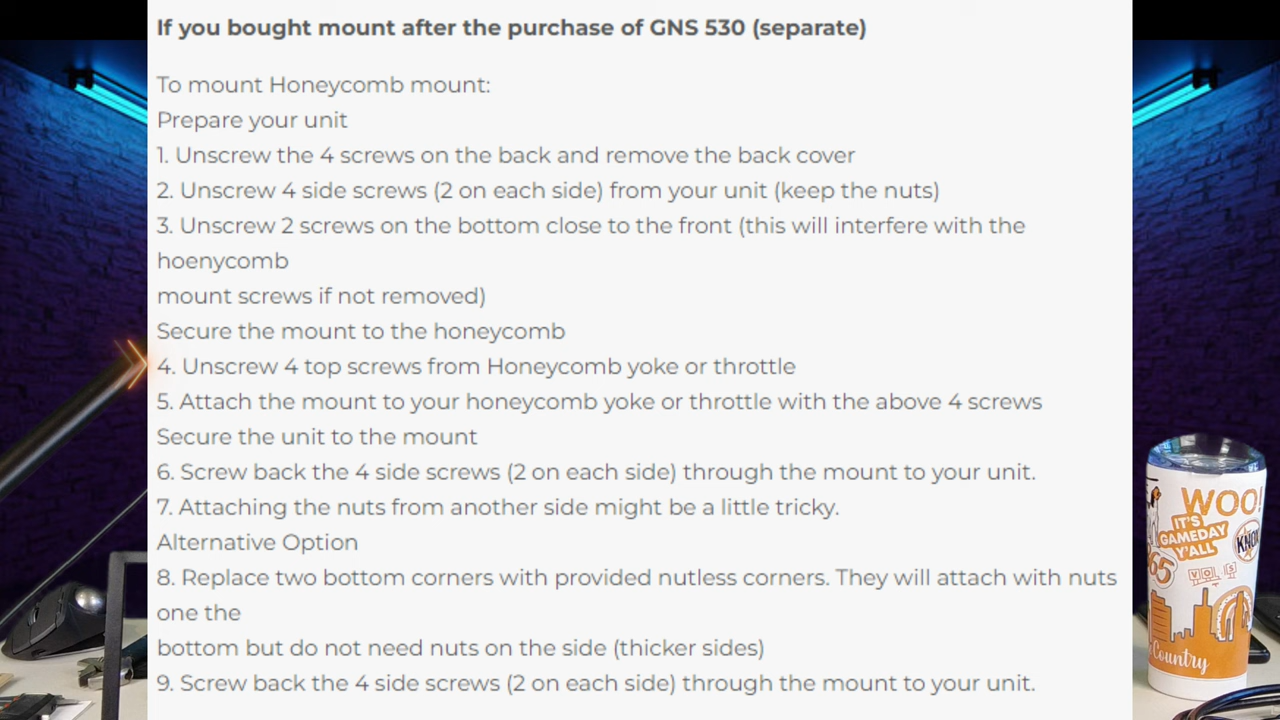 If you bought mount after the purchase of GNS 530 (separate)
To mount Honeycomb mount:
Prepare your unit
1. Unscrew the 4 screws on the back and remove the back cover
2. Unscrew 4 side screws (2 on each side) from your unit (keep the nuts)
3. Unscrew 2 screws on the bottom close to the front (this will interfere with the
hoenycomb
mount screws if not removed)
Secure the mount to the honeycomb
4. Unscrew 4 top screws from Honeycomb yoke or throttle
5. Attach the mount to your honeycomb yoke or throttle with the above 4 screws
Secure the unit to the mount
6. Screw back the 4 side screws (2 on each side) through the mount to your unit.
7. Attaching the nuts from another side might be a little tricky.
Alternative Option
8. Replace two bottom corners with provided nutless corners. They will attach with nuts
one the
bottom but do not need nuts on the side (thicker sides)
9. Screw back the 4 side screws (2 on each side) through the mount to your unit.
WOO!
IT'S
GAMEDAY
Y'ALL
KNOX
65
VOLS
Country